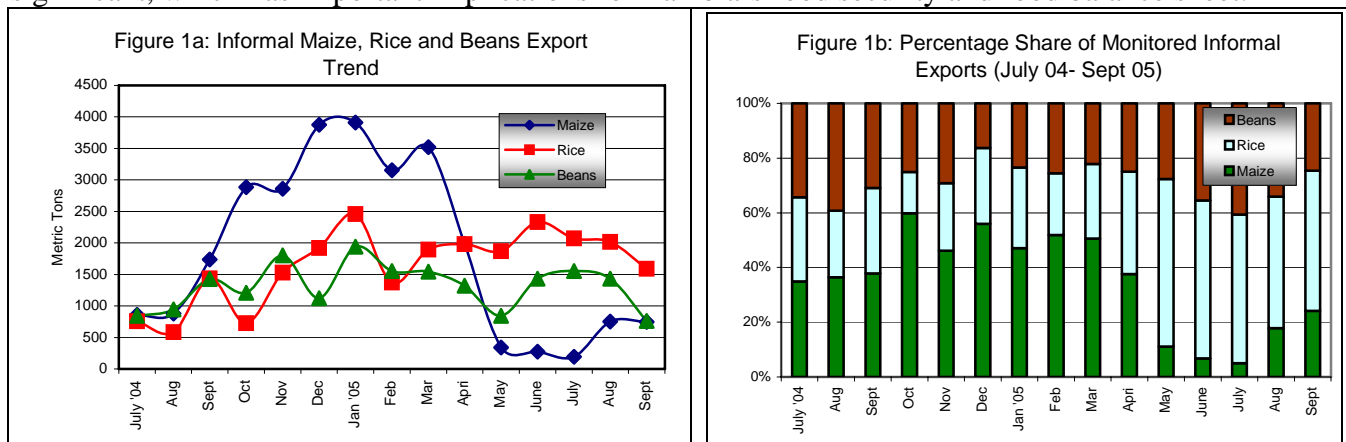 Figure 1a: Informal Maize, Rice and Beans Export
Trend
4500
4000
3500
3000
2500
2000
1500
1000
500
0
Metric Tons
Maize
Rice
Beans
July '04
Aug
Sept
Oct
Nov
Dec
Jan '05
Feb
Mar
Apri
May
June
July
Aug
Sept
Figure 1b: Percentage Share of Monitored Informal
Exports (July 04- Sept 05)
100%
80%
60%
40%
20%
0%
Beans
Rice
Maize
July '04
Aug
Sept
Oct
Nov
Dec
Jan '05
Feb
Mar
April
May
June
July
Aug
Sept